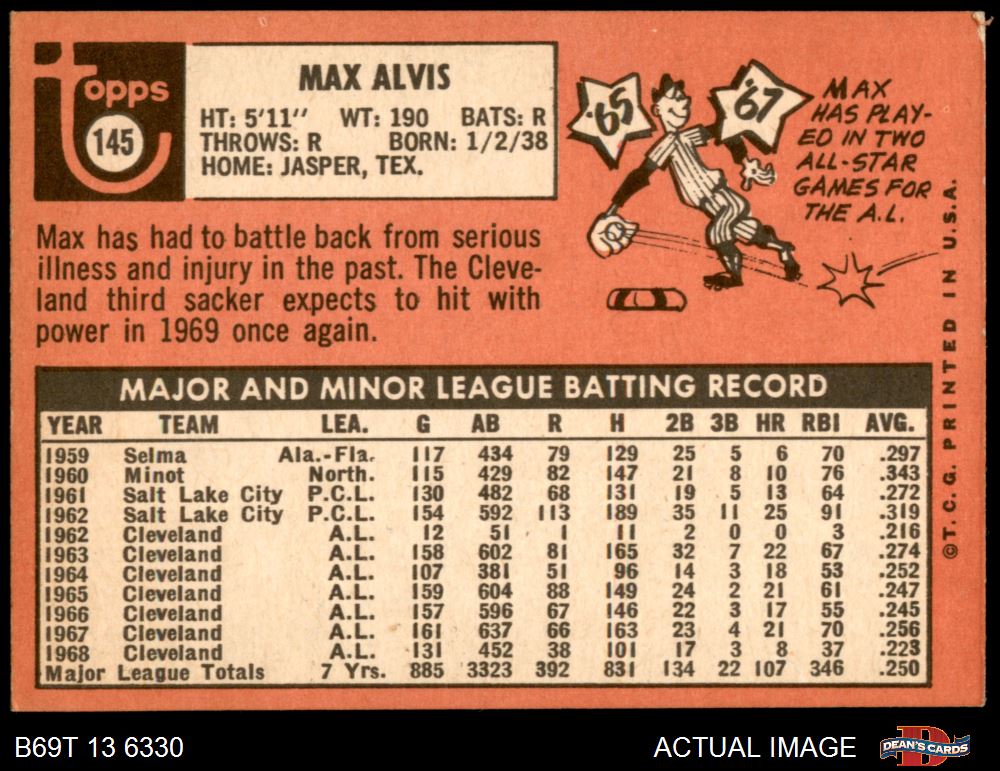 Topps
145
MAX ALVIS
HT: 5'11" WT: 190 BATS: R
THROWS: R BORN: 1/2/38
HOME: JASPER, TEX.
'65
'67
MAX
HAS PLAY-
ED IN TWO
ALL-STAR
GAMES FOR
THE A.L.
Max has had to battle back from serious
illness and injury in the past. The Cleve-
land third sacker expects to hit with
power in 1969 once again.
©T.C.G. PRINTED IN U.S.A.
MAJOR AND MINOR LEAGUE BATTING RECORD
YEAR TEAM LEA. G AB R H 2B 3B HR RBI AVG.
1959 Selma Ala.-Fla. 117 434 79 129 25 5 6 70 .297
1960 Minot North. 115 429 82 147 21 8 10 76 .343
1961 Salt Lake City P.C.L. 130 482 68 131 19 5 13 64 .272
1962 Salt Lake City P.C.L. 154 592 113 189 35 11 25 91 .319
1962 Cleveland A.L. 12 51 1 11 2 0 0 3 .216
1963 Cleveland A.L. 158 602 81 165 32 7 22 67 .274
1964 Cleveland A.L. 107 381 51 96 14 3 18 53 .252
1965 Cleveland A.L. 159 604 88 149 24 2 21 61 .247
1966 Cleveland A.L. 157 596 67 146 22 3 17 55 .245
1967 Cleveland A.L. 161 637 66 163 23 4 21 70 .256
1968 Cleveland A.L. 131 452 38 101 17 3 8 37 .223
Major League Totals 7 Yrs. 885 3323 392 831 134 22 107 346 .250
B69T 13 6330
ACTUAL IMAGE
DEAN'S CARDS